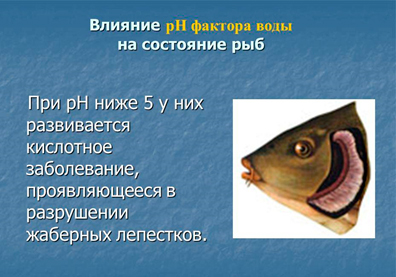 Влияние pH фактора воды
на состояние рыб
При pH ниже 5 у них
развивается
кислотное
заболевание,
проявляющееся в
разрушении
жаберных лепестков.